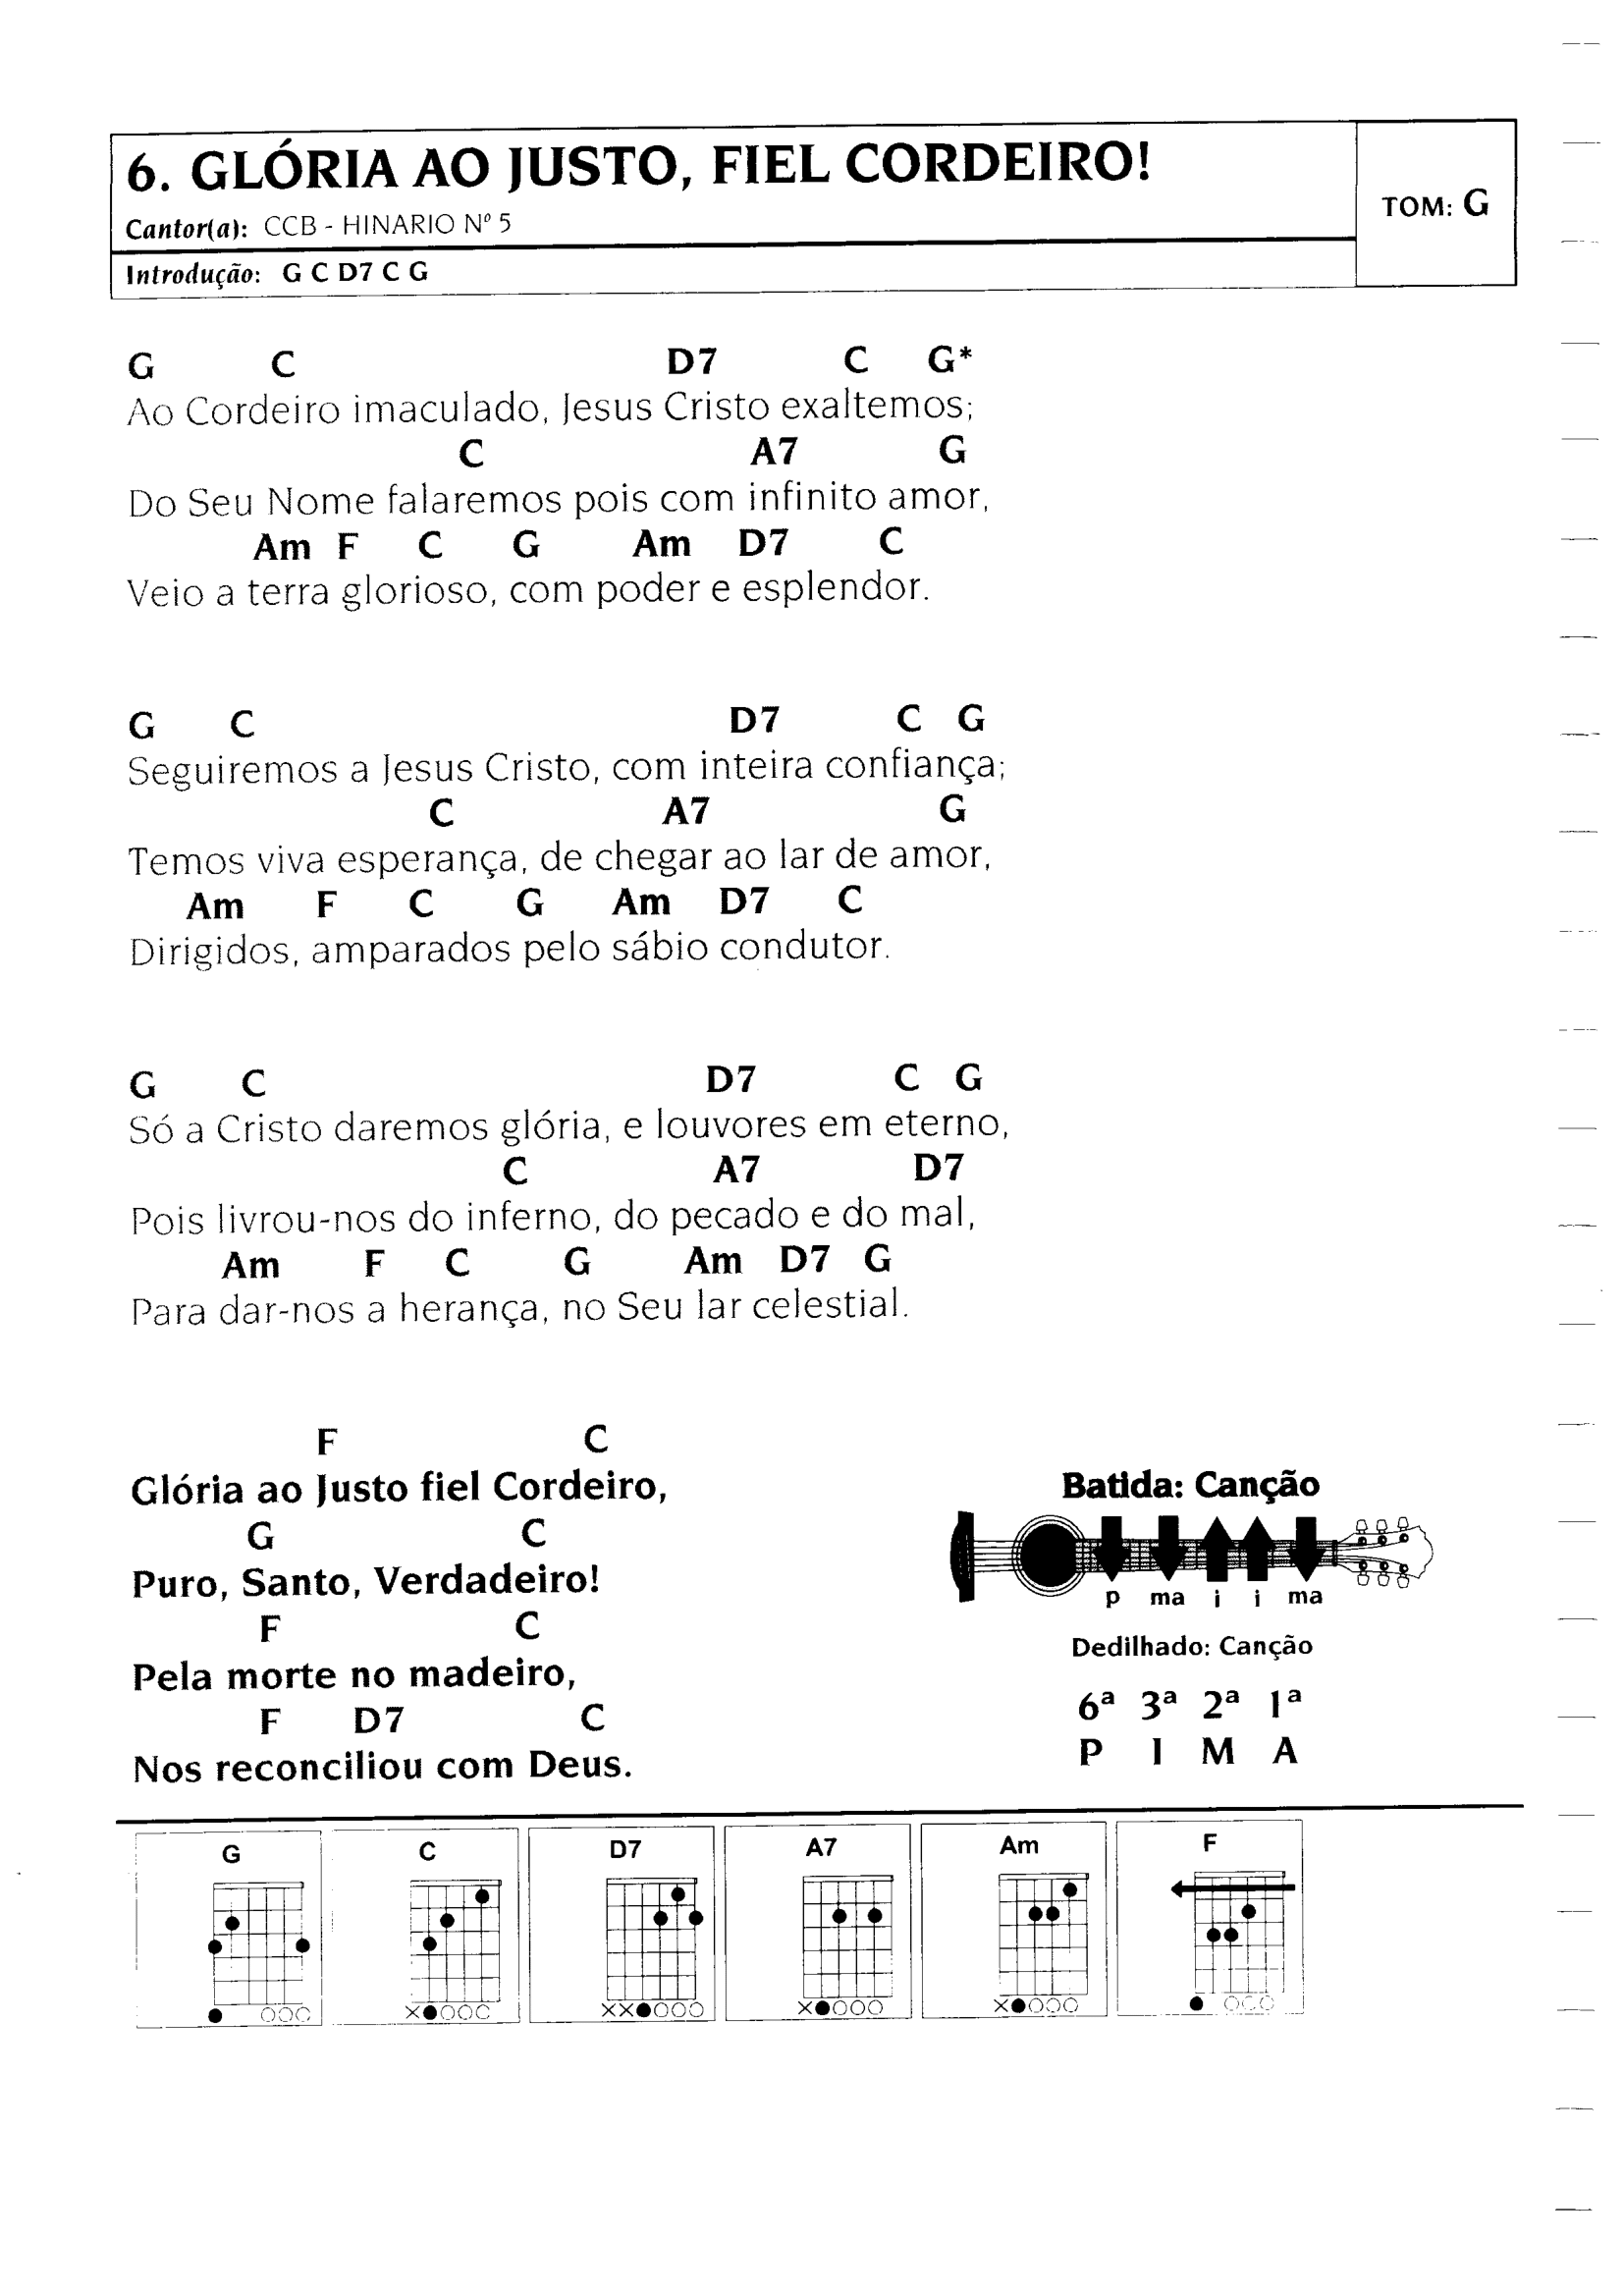 6. GLÓRIA AO JUSTO, FIEL CORDEIRO!
Cantor(a): CCB - HINARIO Nº 5
TOM: G
Introdução: G C D7 C G
G C D7 C G*
Ao Cordeiro imaculado, Jesus Cristo exaltemos;
C A7 G
Do Seu Nome falaremos pois com infinito amor,
Am F C G Am D7 C
Veio a terra glorioso, com poder e esplendor.
G C D7 C G
Seguiremos a Jesus Cristo, com inteira confiança;
C A7 G
Temos viva esperança, de chegar ao lar de amor,
Am F C G Am D7 C
Dirigidos, amparados pelo sábio condutor.
G C D7 C G
Só a Cristo daremos glória, e louvores em eterno,
C A7 D7
Pois livrou-nos do inferno, do pecado e do mal,
Am F C G Am D7 G
Para dar-nos a herança, no Seu lar celestial.
F C
Glória ao Justo fiel Cordeiro,
G C
Puro, Santo, Verdadeiro!
F C
Pela morte no madeiro,
F D7 C
Nos reconciliou com Deus.
Batida: Canção
p ma i i ma
Dedilhado: Canção
6ª 3ª 2ª 1ª
P I M A
G C D7 A7 Am F